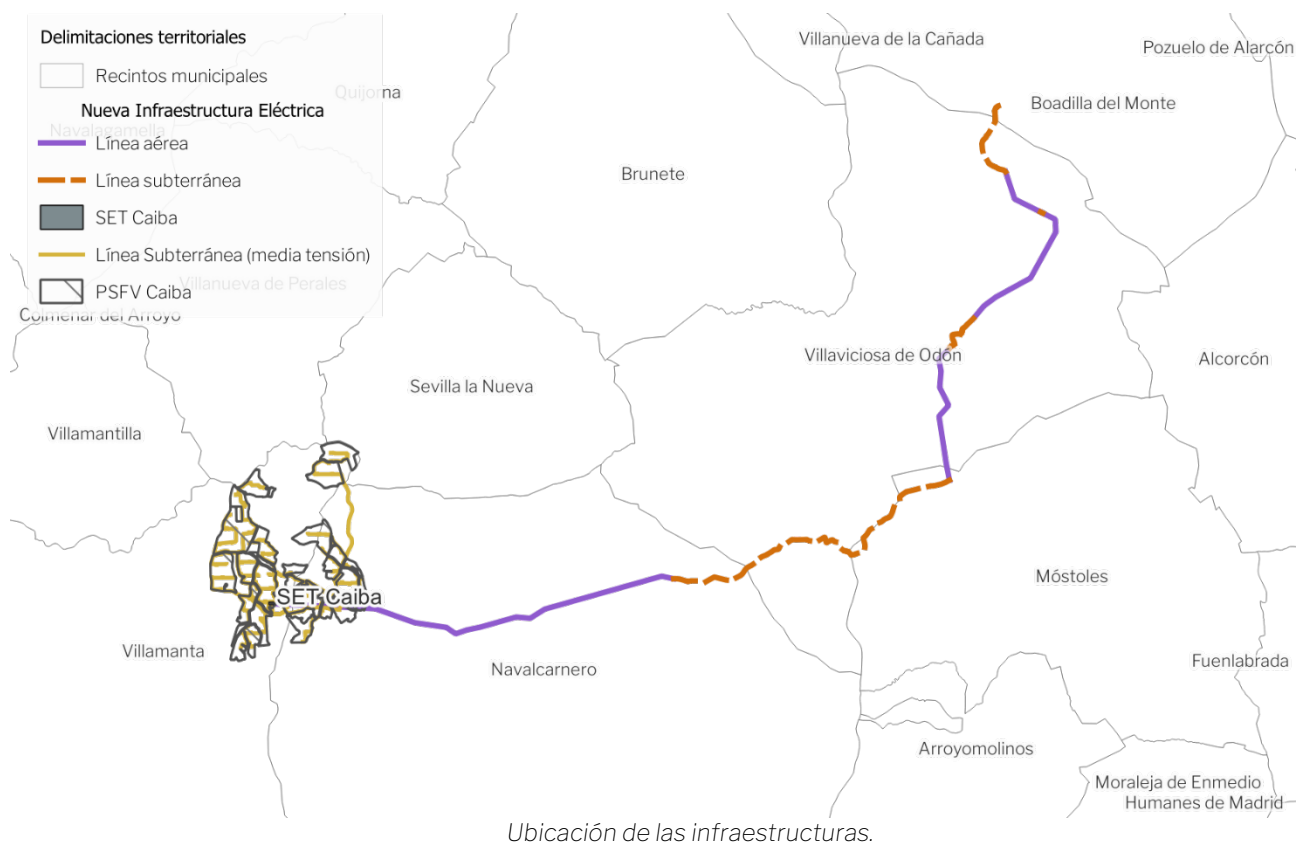 Delimitaciones territoriales
Recintos municipales
Nueva Infraestructura Eléctrica
Línea aérea
Línea subterránea
SET Caiba
Línea Subterránea (media tensión)
PSFV Caiba
Villanueva de la Cañada
Pozuelo de Alarcón
Quijorna
Boadilla del Monte
Navalagamella
Brunete
Villanueva de Perales
Colmenar del Arroyo
Villaviciosa de Odón
Alcorcón
Sevilla la Nueva
Villamantilla
Móstoles
SET Caiba
Villamanta
Navalcarnero
Fuenlabrada
Arroyomolinos
Moraleja de Enmedio
Humanes de Madrid
Ubicación de las infraestructuras.